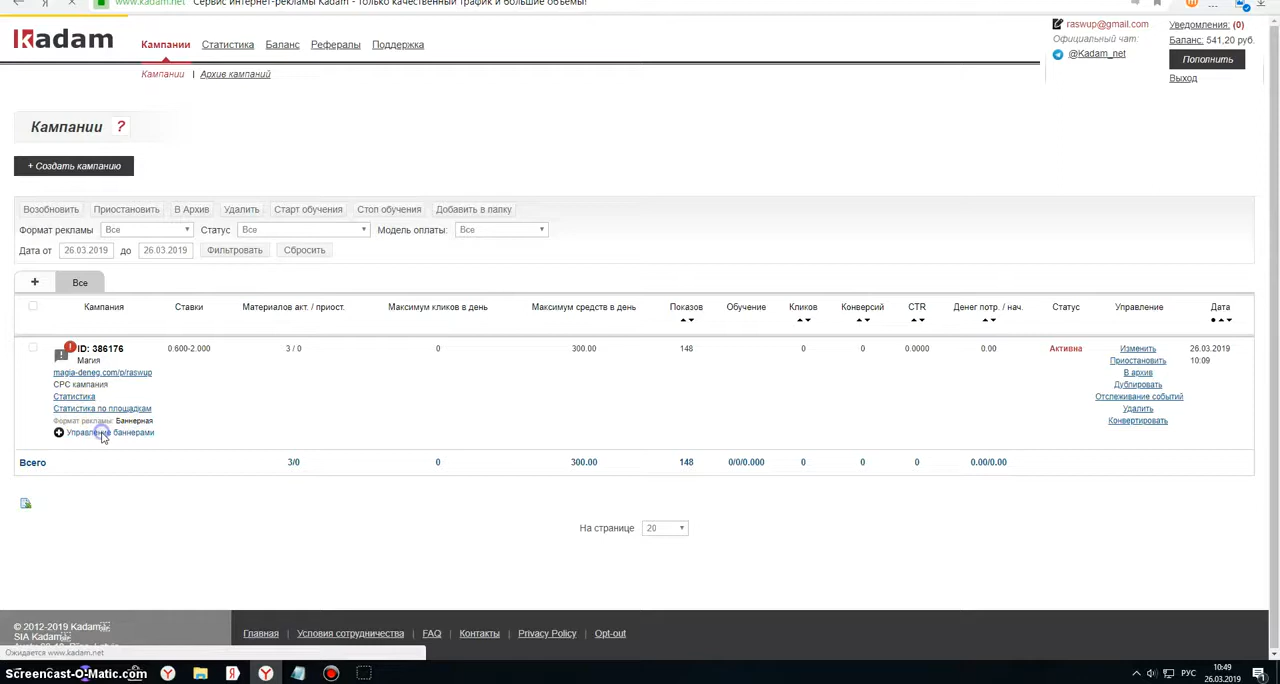 www.kadam.net Сервис интернет-рекламы Kadam - только качественный трафик и большие объемы!
Kadam
Кампании Статистика Баланс Рефералы Поддержка
Кампании | Архив кампаний
raswup@gmail.com
Официальный чат:
@Kadam_net
Уведомления: (0)
Баланс: 541,20 руб.
Пополнить
Выход
Кампании ?
+ Создать кампанию
Возобновить Приостановить В Архив Удалить Старт обучения Стоп обучения Добавить в папку
Формат рекламы Все Статус Все Модель оплаты: Все
Дата от 26.03.2019 до 26.03.2019 Фильтровать Сбросить
+ Все
Кампания Ставки Материалов акт. / приост. Максимум кликов в день Максимум средств в день Показов Обучение Кликов Конверсий CTR Денег потр. / нач. Статус Управление Дата
ID: 386176 0.600-2.000 3 / 0 0 300.00 148 0 0 0.0000 0.00 Активна Изменить 26.03.2019
Магия Приостановить 10:09
magia-deneg.com/p/raswup В архив
CPC кампания Дублировать
Статистика Отслеживание событий
Статистика по площадкам Удалить
Формат рекламы: Баннерная Конвертировать
Управление баннерами
Всего 3/0 0 300.00 148 0/0/0.000 0 0 0 0.00/0.00
На странице 20
© 2012-2019 Kadam
SIA Kadam
Главная | Условия сотрудничества | FAQ | Контакты | Privacy Policy | Opt-out
Ожидается www.kadam.net
Screencast-O-Matic.com
РУС
10:49
26.03.2019